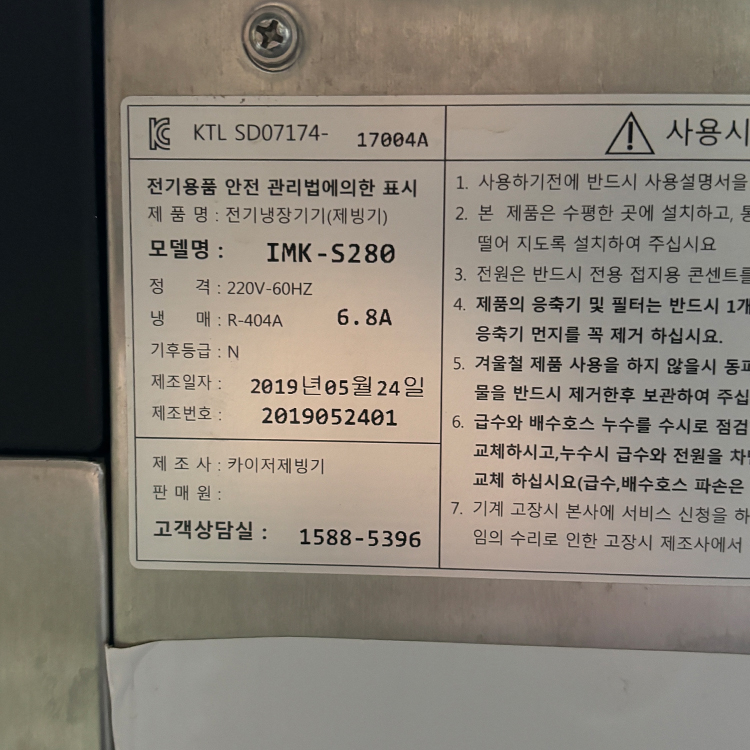 KTL SD07174- 17004A
전기용품 안전 관리법에의한 표시
제 품 명 : 전기냉장기기(제빙기)
모델명 : IMK-S280
정 격 : 220V-60HZ
냉 매 : R-404A 6.8A
기후등급 : N
제조일자 : 2019년05월24일
제조번호 : 2019052401
제 조 사 : 카이저제빙기
판 매 원 :
고객상담실 : 1588-5396
사용시
1. 사용하기전에 반드시 사용설명서을
2. 본 제품은 수평한 곳에 설치하고,
떨어 지도록 설치하여 주십시요
3. 전원은 반드시 전용 접지용 콘센트를
4. 제품의 응축기 및 필터는 반드시 1개
응축기 먼지를 꼭 제거 하십시요.
5. 겨울철 제품 사용을 하지 않을시 동파
물을 반드시 제거한후 보관하여 주십
6. 급수와 배수호스 누수를 수시로 점검
교체하시고,누수시 급수와 전원을 차
교체 하십시요(급수,배수호스 파손은
7. 기계 고장시 본사에 서비스 신청을 하
임의 수리로 인한 고장시 제조사에서